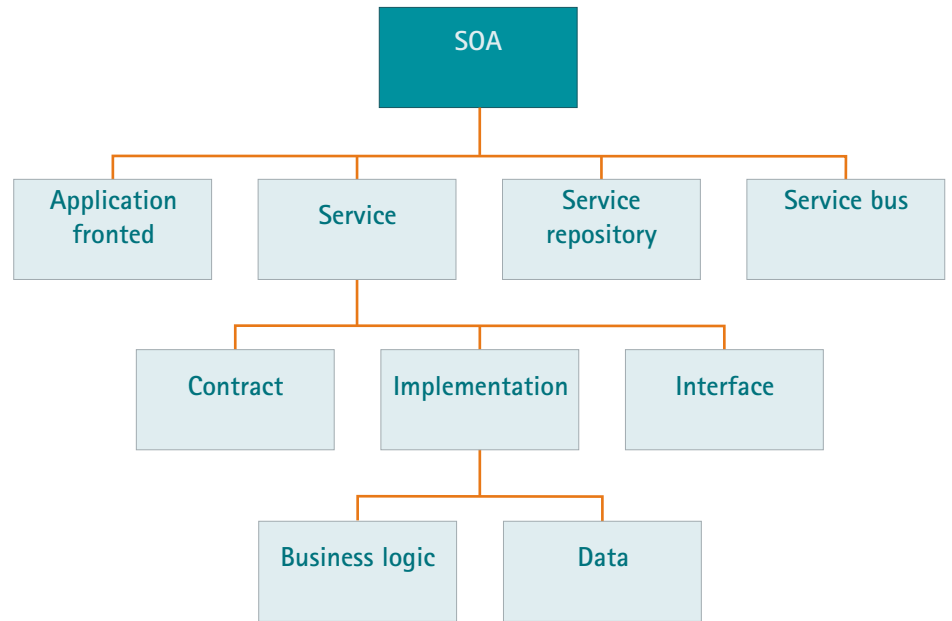 SOA
Application
fronted
Service
Service
repository
Service bus
Contract
Implementation
Interface
Business logic
Data